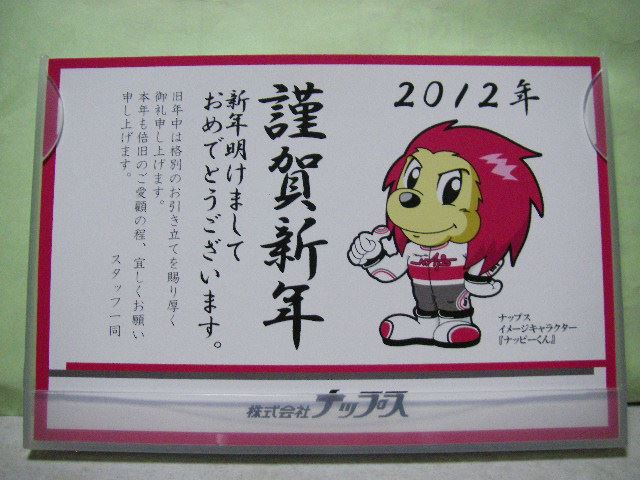 2012年
謹賀新年
新年明けまして
おめでとうございます。
旧年中は格別のお引き立てを賜り厚く
御礼申し上げます。
本年も倍旧のご愛顧の程、宜しくお願い
申し上げます。
スタッフ一同
ナップス
イメージキャラクター
『ナッピーくん』
株式会社ナップス